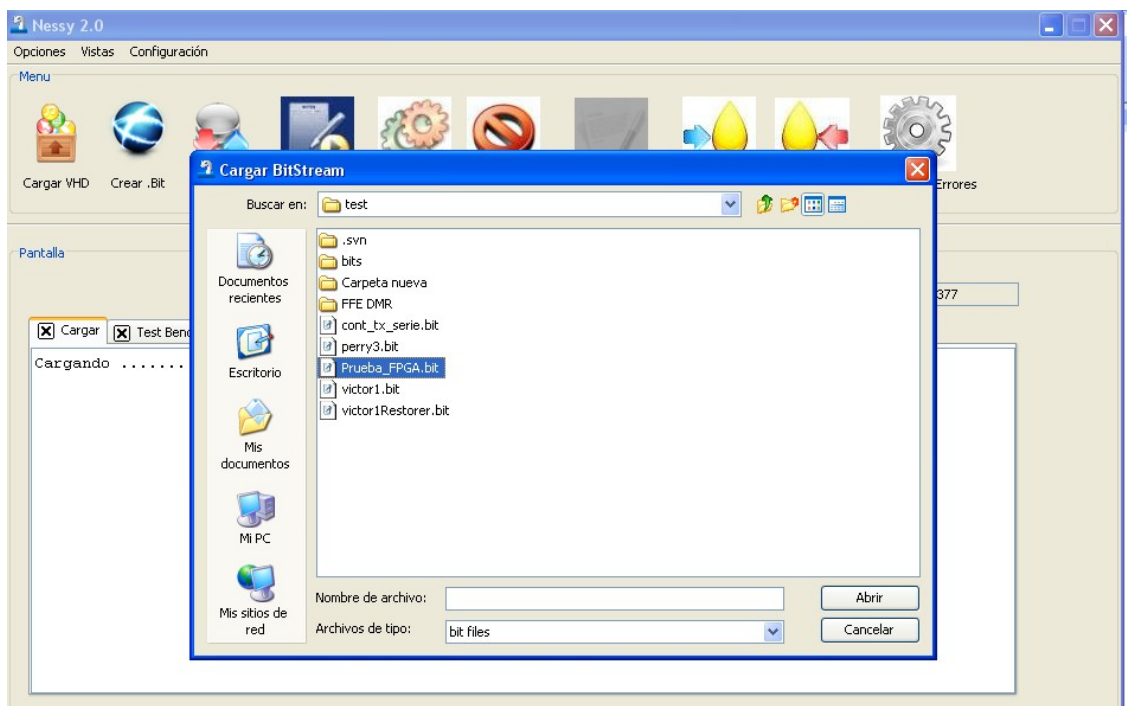 Nessy 2.0
Opciones Vistas Configuración
Menu
Cargar VHD Crear .Bit Errores
Cargar BitStream
Buscar en: test
Pantalla
377
Cargar Test Ben
Cargando .......
Documentos
recientes
Escritorio
Mis
documentos
Mi PC
Mis sitios de
red
.svn
bits
Carpeta nueva
FFE DMR
cont_tx_serie.bit
perry3.bit
Prueba_FPGA.bit
victor1.bit
victor1Restorer.bit
Nombre de archivo: Abrir
Archivos de tipo: bit files Cancelar